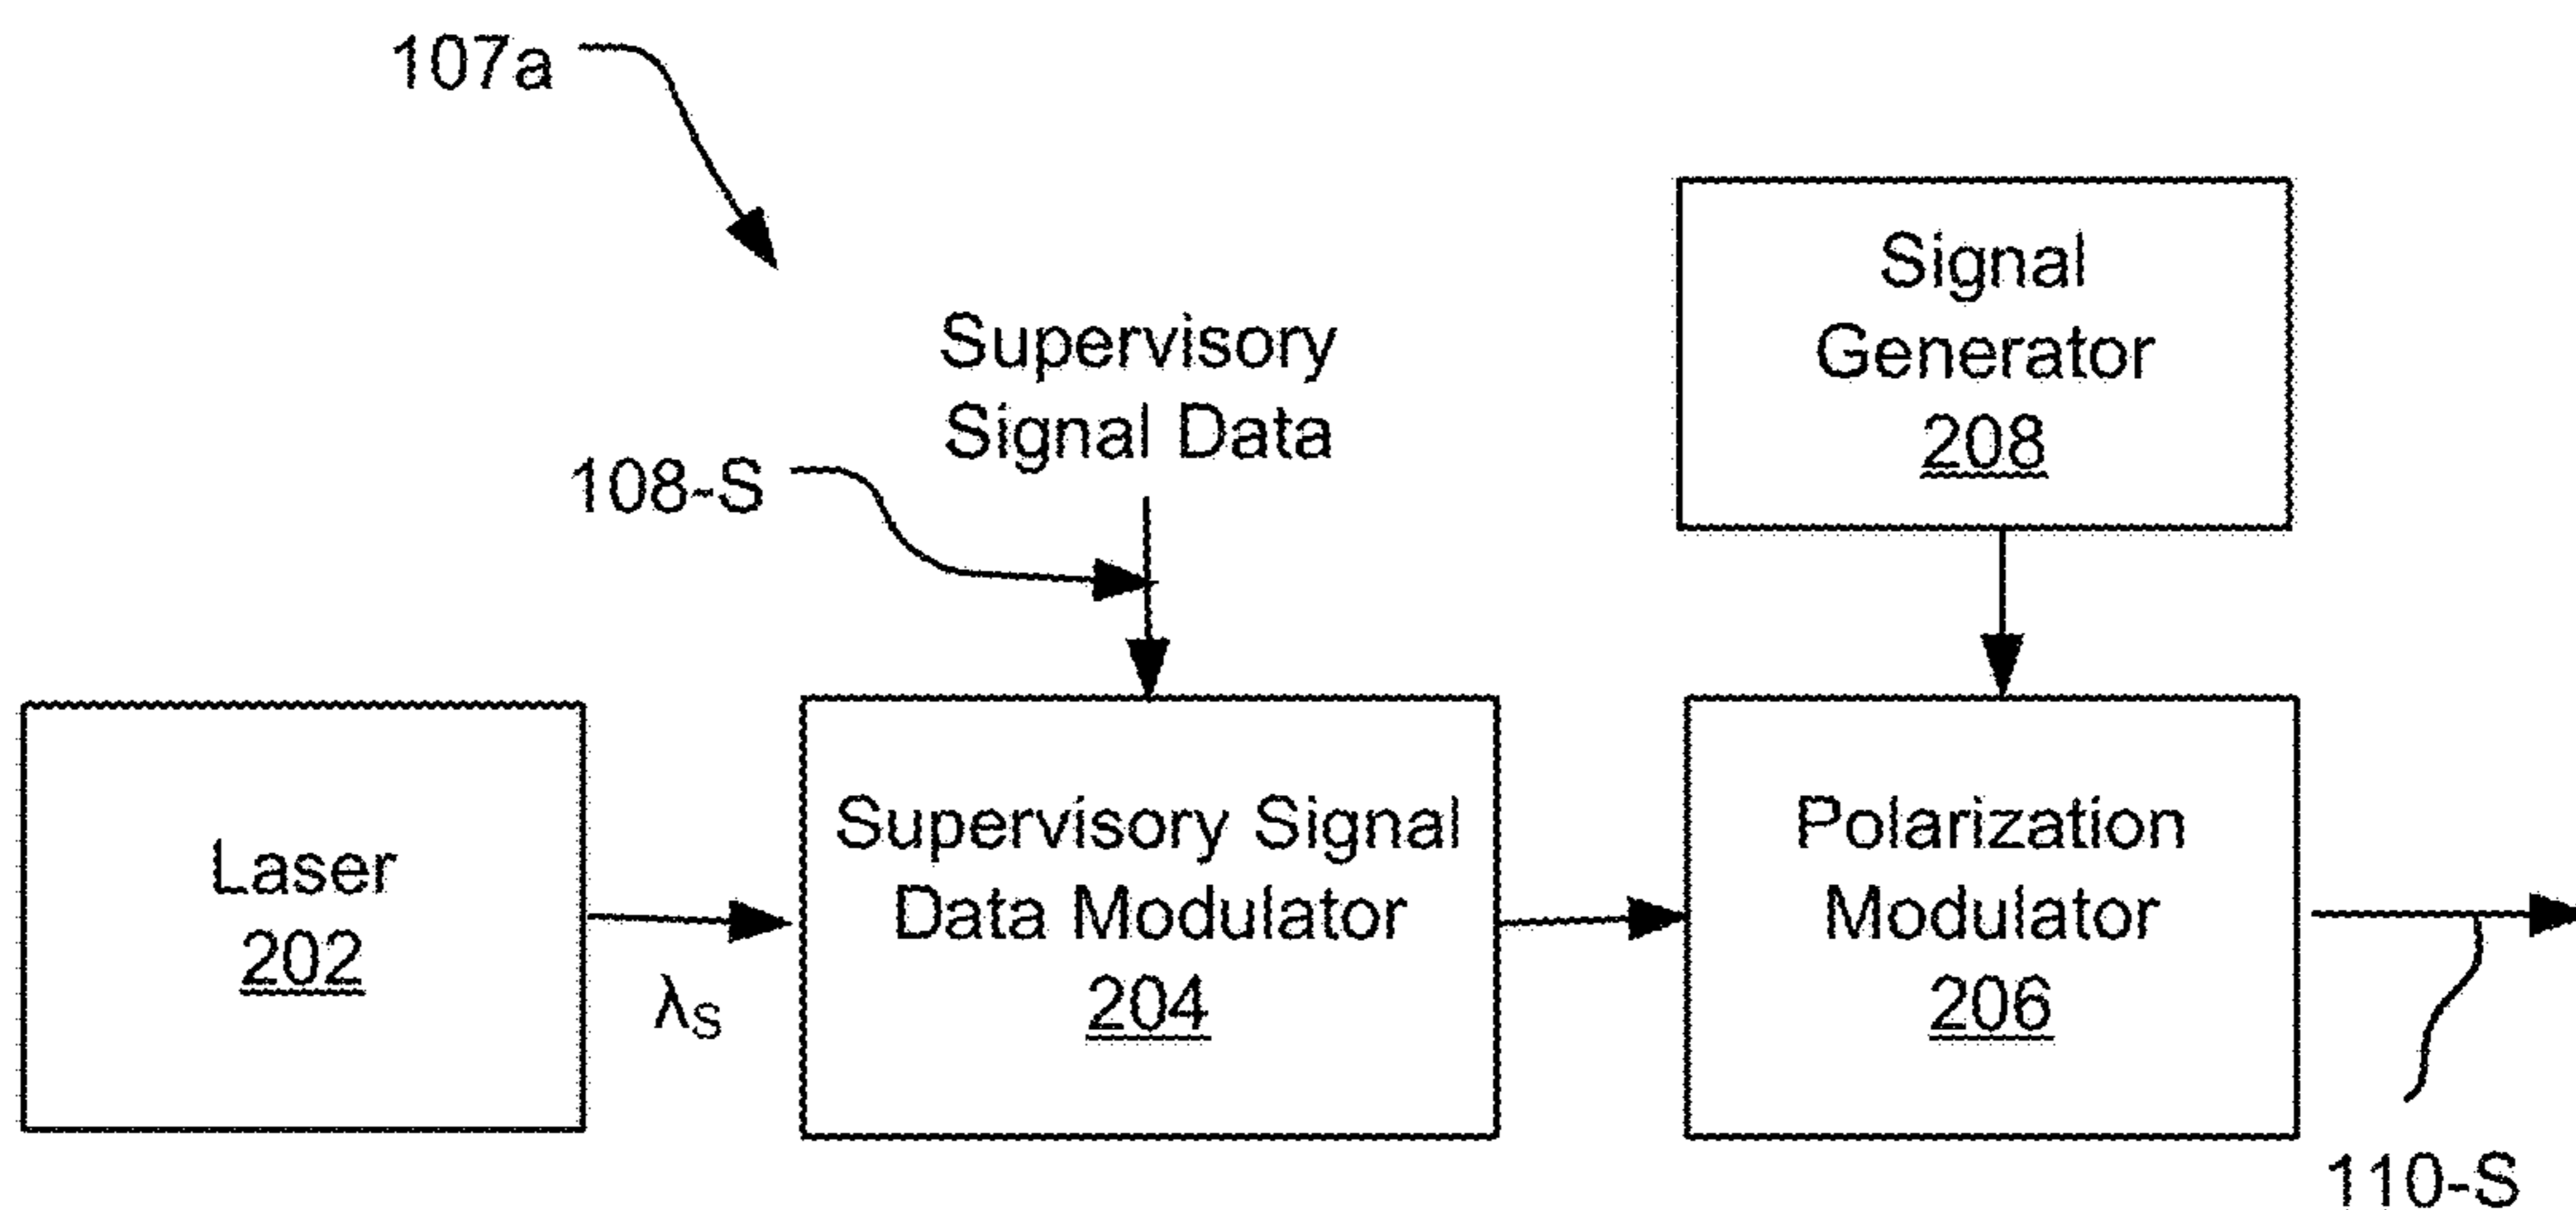 107a
Supervisory
Signal Data
108-S
Signal
Generator
208
Laser
202
λS
Supervisory Signal
Data Modulator
204
Polarization
Modulator
206
110-S